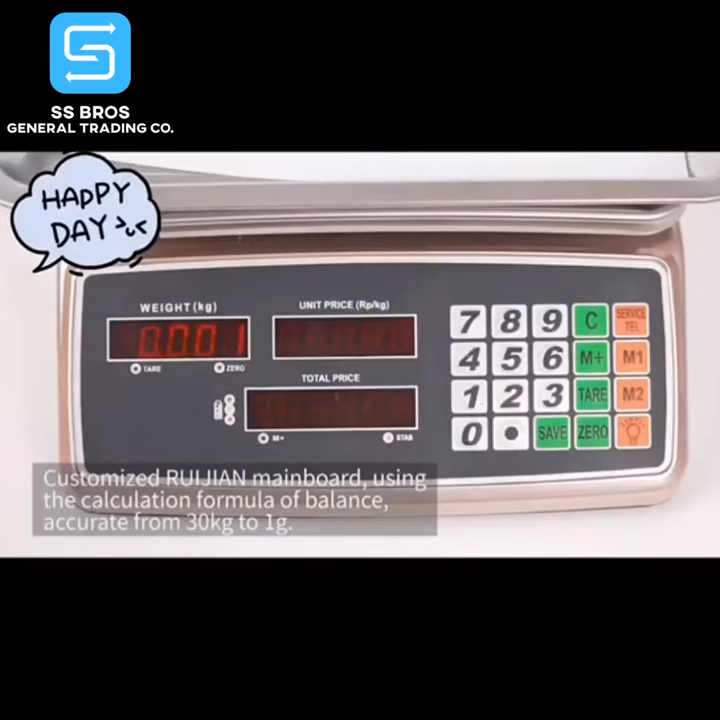 SS BROS
GENERAL TRADING CO.
HAPPY
DAY
WEIGHT(kg)
UNIT PRICE (Rp/kg)
0.001
TARE
ZERO
TOTAL PRICE
M+
STAB
7 8 9 C SERVICE TEL
4 5 6 M+ M1
1 2 3 TARE M2
0 . SAVE ZERO
Customized RUIJIAN mainboard, using
the calculation formula of balance,
accurate from 30kg to 1g.